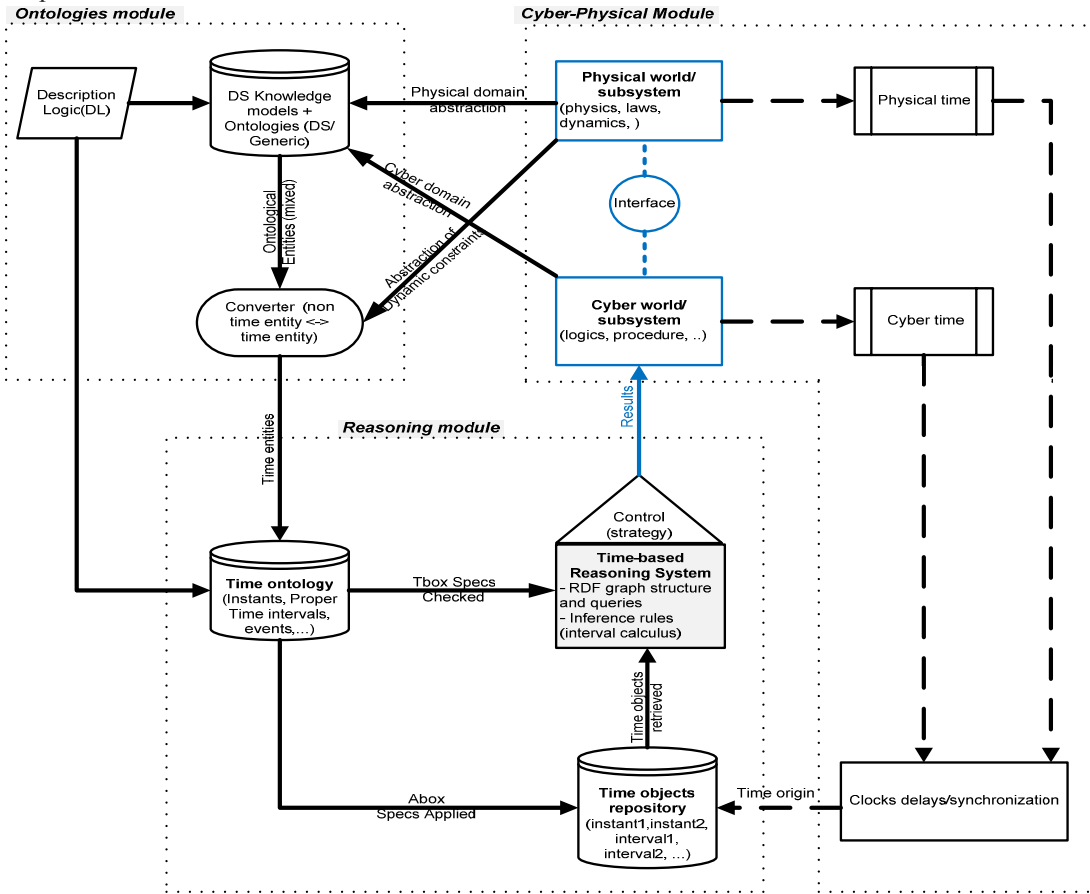 Ontologies module
Cyber-Physical Module
Description
Logic(DL)
DS Knowledge
models +
Ontologies (DS/
Generic)
Physical domain
abstraction
Physical world/
subsystem
(physics, laws,
dynamics, )
Physical time
Cyber domain
abstraction
Interface
Ontological
Entities (mixed)
Abstraction of
Dynamic constraints
Converter (non
time entity <->
time entity)
Cyber world/
subsystem
(logics, procedure, ..)
Cyber time
Results
Time entities
Reasoning module
Control
(strategy)
Time ontology
(Instants, Proper
Time intervals,
events,...)
Tbox Specs
Checked
Time-based
Reasoning System
- RDF graph structure
and queries
- Inference rules
(interval calculus)
Time objects
retrieved
Abox
Specs Applied
Time objects
repository
(instant1,instant2,
interval1,
interval2, ...)
Time origin
Clocks delays/synchronization